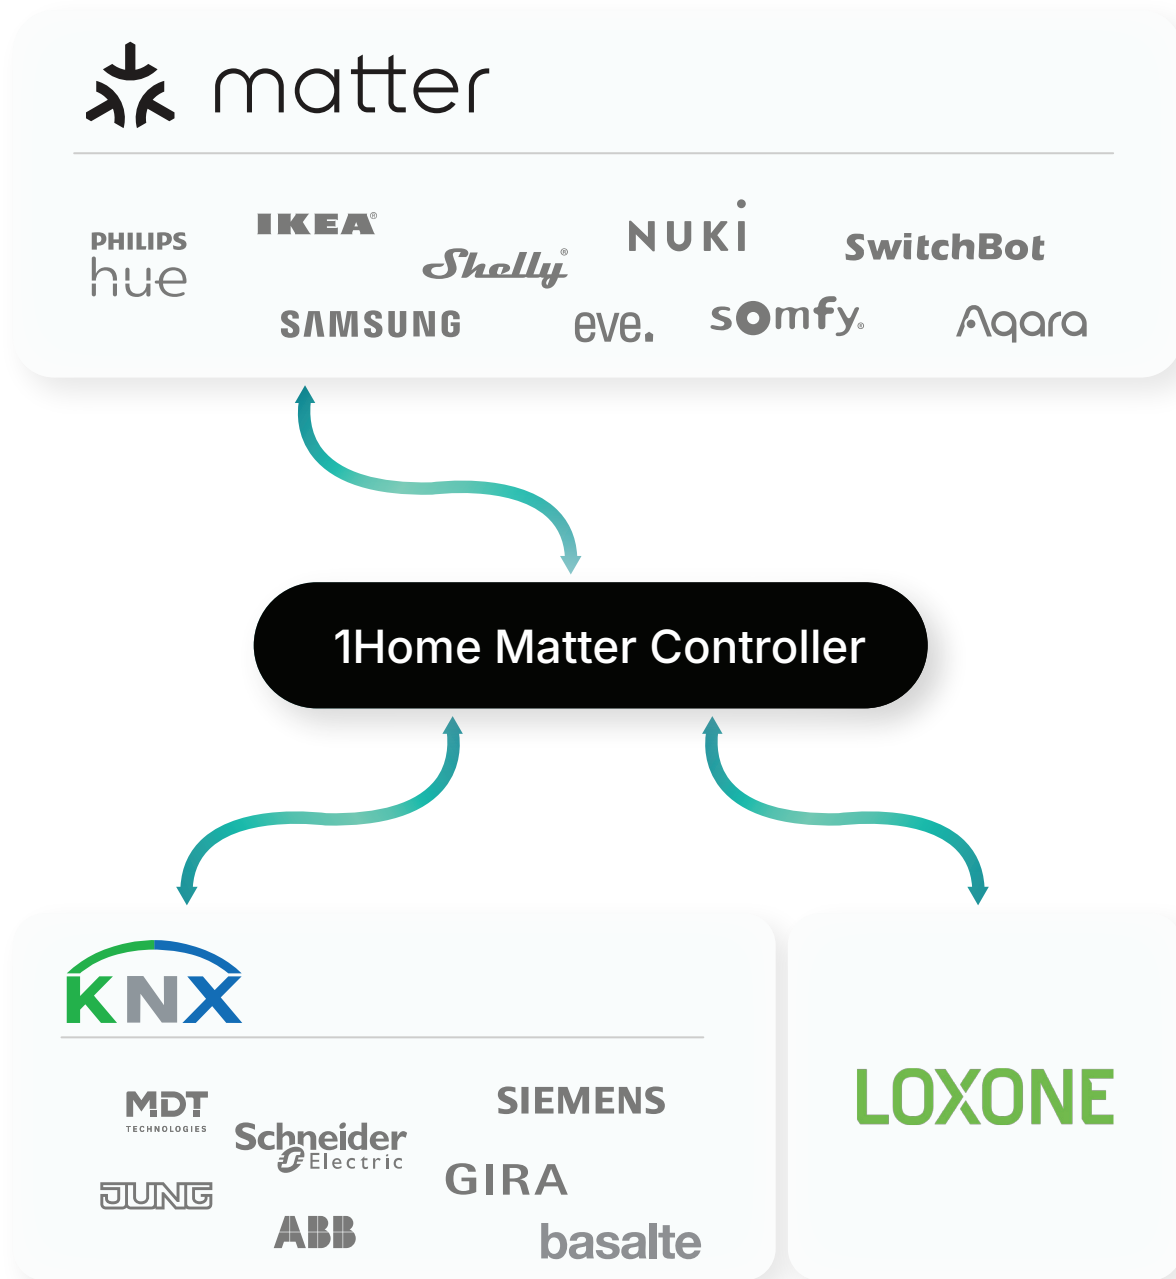 matter
PHILIPS
hue
IKEA®
Shelly®
NUKI
SwitchBot
SAMSUNG
eve.
somfy®
Aqara
1Home Matter Controller
KNX
MDT
TECHNOLOGIES
Schneider
Electric
SIEMENS
JUNG
GIRA
ABB
basalte
LOXONE